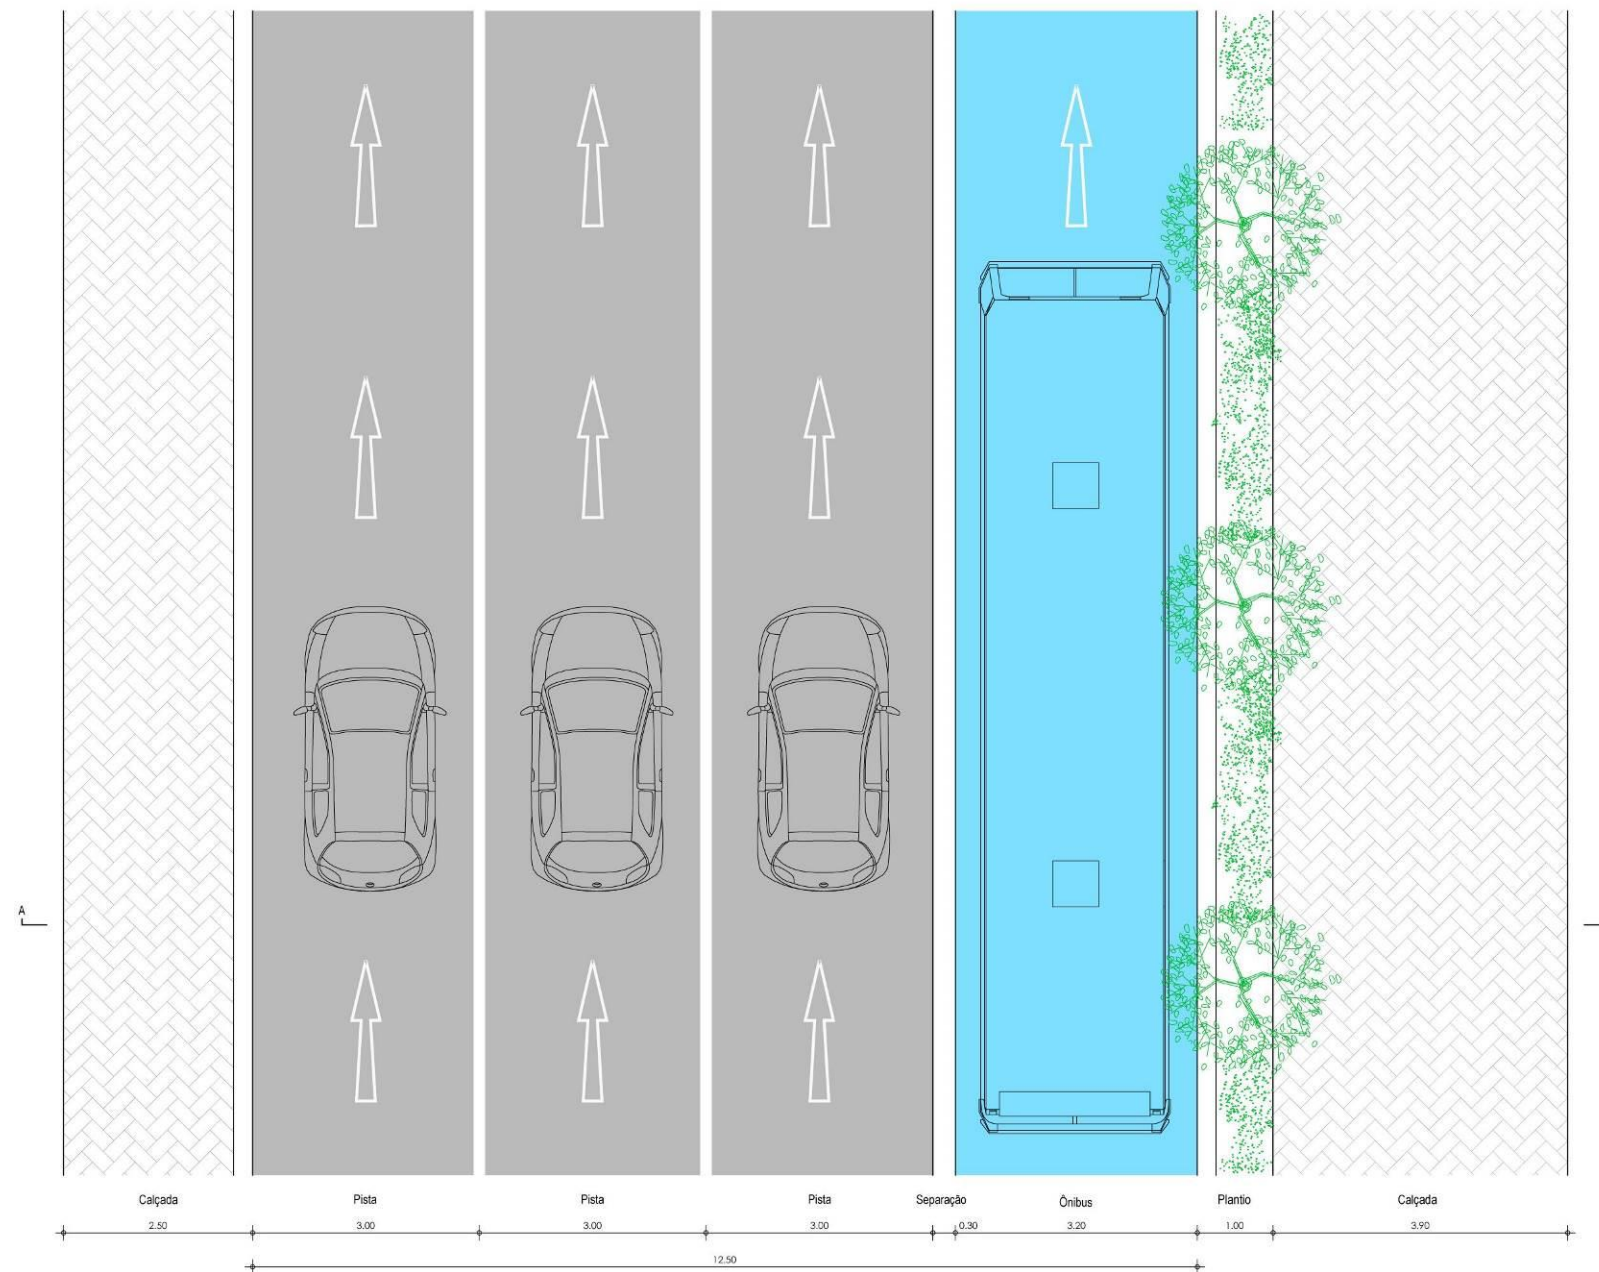 A
Calçada Pista Pista Pista Separação Ônibus Plantio Calçada
2.50 3.00 3.00 3.00 0.30 3.20 1.00 3.90
12.50